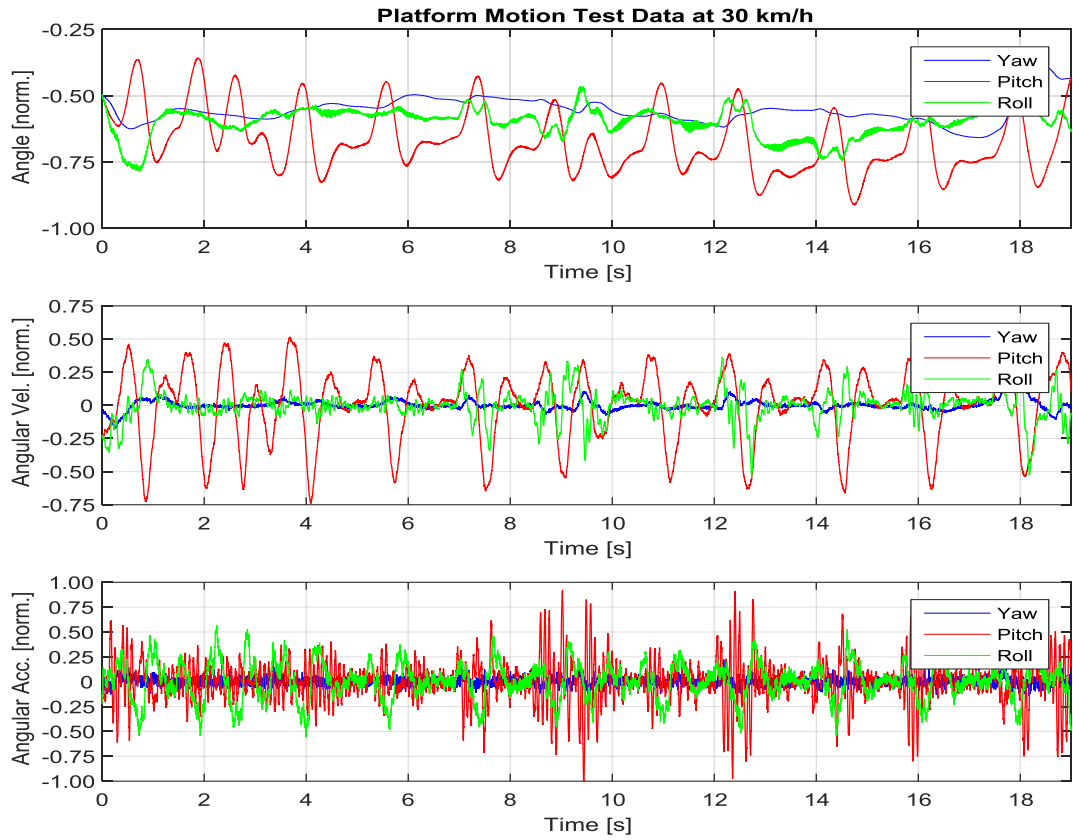 Platform Motion Test Data at 30 km/h
Angle [norm.]
-0.25
-0.50
-0.75
-1.00
0 2 4 6 8 10 12 14 16 18
Time [s]
Yaw
Pitch
Roll
Angular Vel. [norm.]
0.75
0.50
0.25
0
-0.25
-0.50
-0.75
0 2 4 6 8 10 12 14 16 18
Time [s]
Yaw
Pitch
Roll
Angular Acc. [norm.]
1.00
0.75
0.50
0.25
0
-0.25
-0.50
-0.75
-1.00
0 2 4 6 8 10 12 14 16 18
Time [s]
Yaw
Pitch
Roll